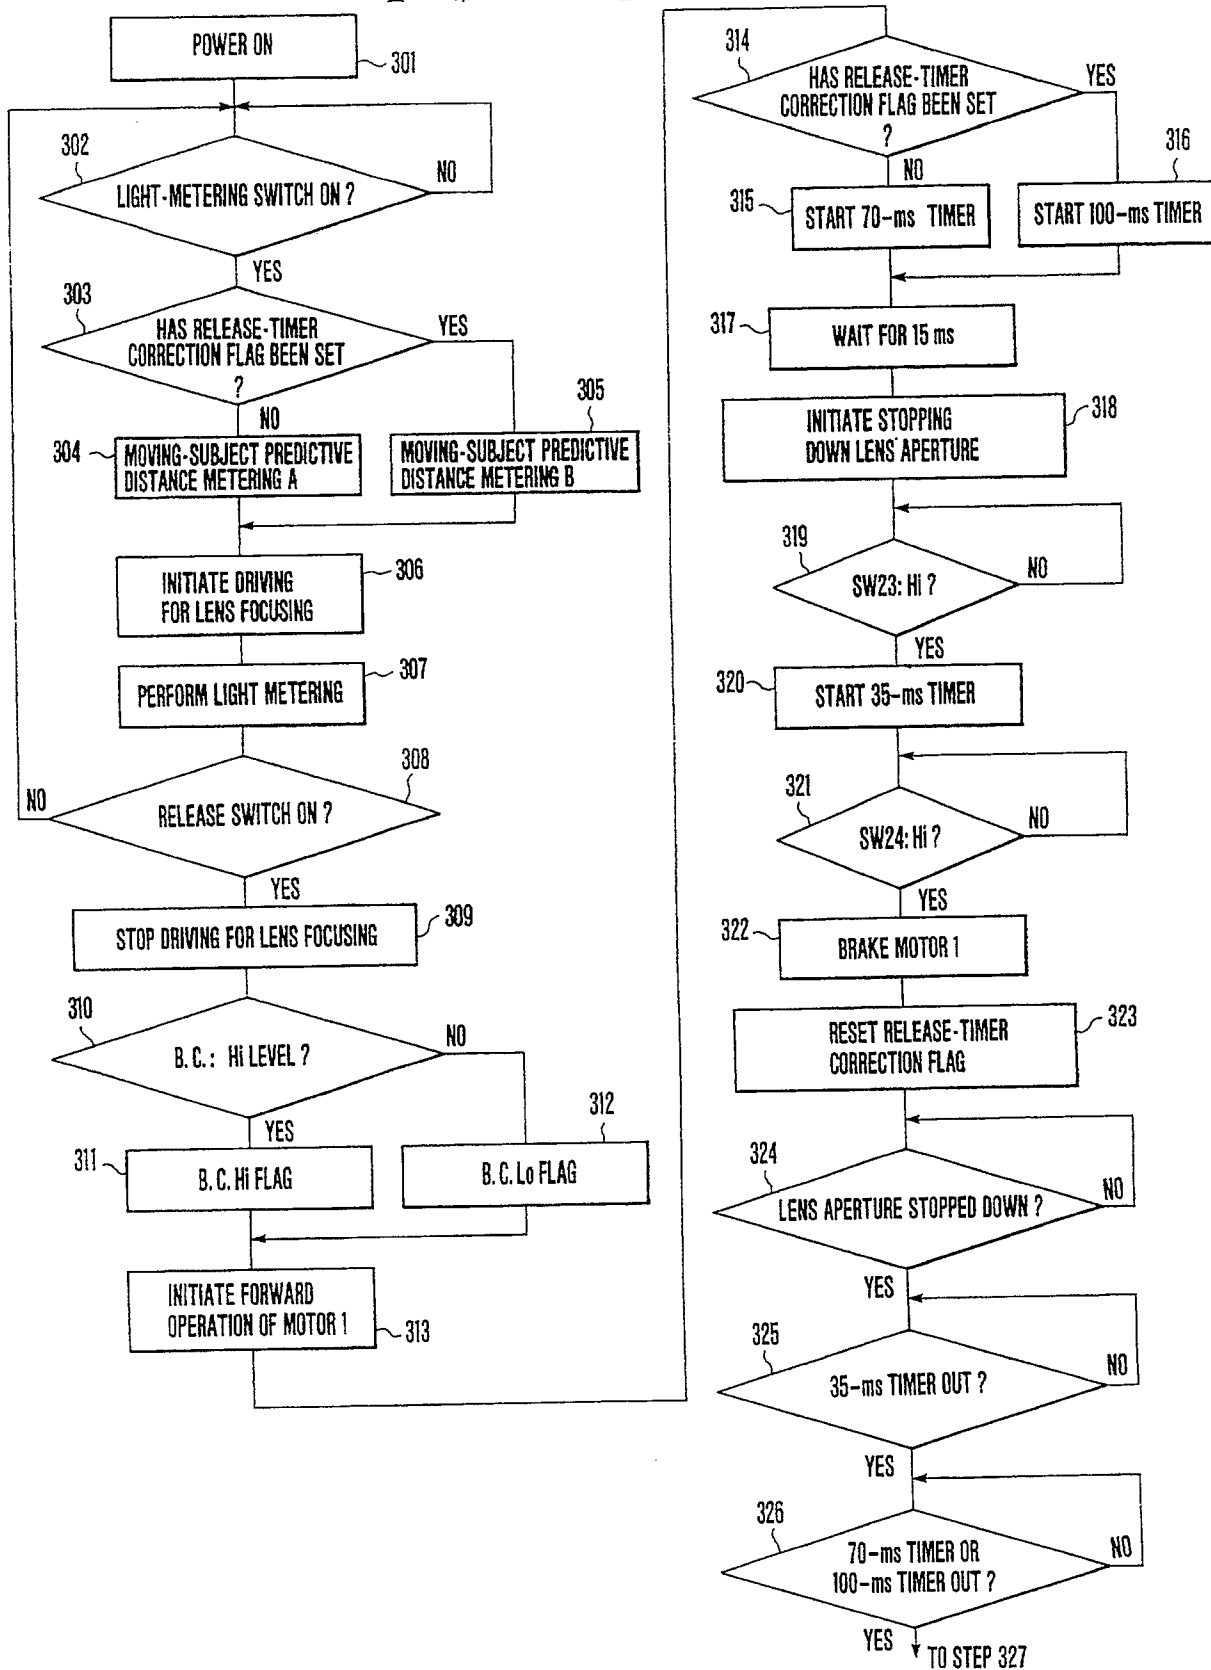 POWER ON
301
302
LIGHT-METERING SWITCH ON ?
NO
YES
303
HAS RELEASE-TIMER
CORRECTION FLAG BEEN SET
?
YES
NO
304
MOVING-SUBJECT PREDICTIVE
DISTANCE METERING A
305
MOVING-SUBJECT PREDICTIVE
DISTANCE METERING B
INITIATE DRIVING
FOR LENS FOCUSING
306
PERFORM LIGHT METERING
307
308
RELEASE SWITCH ON ?
NO
YES
STOP DRIVING FOR LENS FOCUSING
309
310
B. C. : Hi LEVEL ?
NO
YES
311
B. C. Hi FLAG
312
B. C. Lo FLAG
INITIATE FORWARD
OPERATION OF MOTOR 1
313
314
HAS RELEASE-TIMER
CORRECTION FLAG BEEN SET
?
YES
NO
315
START 70-ms TIMER
316
START 100-ms TIMER
317
WAIT FOR 15 ms
INITIATE STOPPING
DOWN LENS APERTURE
318
319
SW23: Hi ?
NO
YES
320
START 35-ms TIMER
321
SW24: Hi ?
NO
YES
322
BRAKE MOTOR 1
RESET RELEASE-TIMER
CORRECTION FLAG
323
324
LENS APERTURE STOPPED DOWN ?
NO
YES
325
35-ms TIMER OUT ?
NO
YES
326
70-ms TIMER OR
100-ms TIMER OUT ?
NO
YES
TO STEP 327